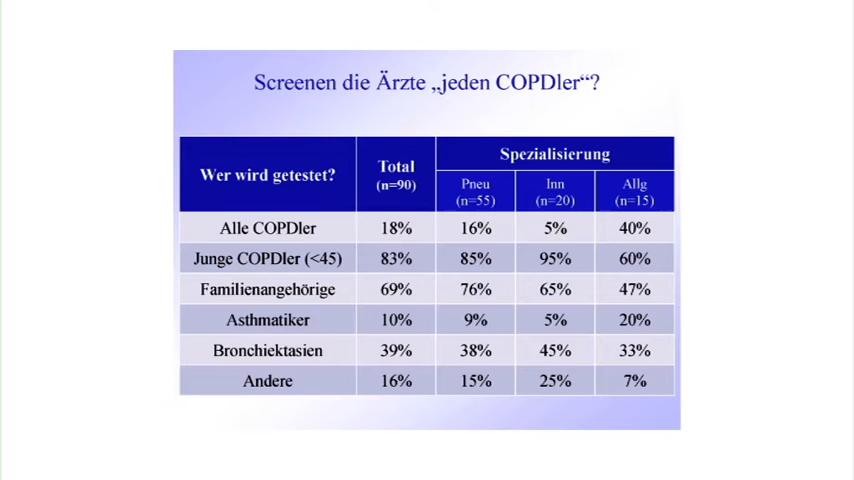 Screenen die Ärzte „jeden COPDler“?
Wer wird getestet? Total (n=90) Spezialisierung
Pneu (n=55) Inn (n=20) Allg (n=15)
Alle COPDler 18% 16% 5% 40%
Junge COPDler (<45) 83% 85% 95% 60%
Familienangehörige 69% 76% 65% 47%
Asthmatiker 10% 9% 5% 20%
Bronchiektasien 39% 38% 45% 33%
Andere 16% 15% 25% 7%